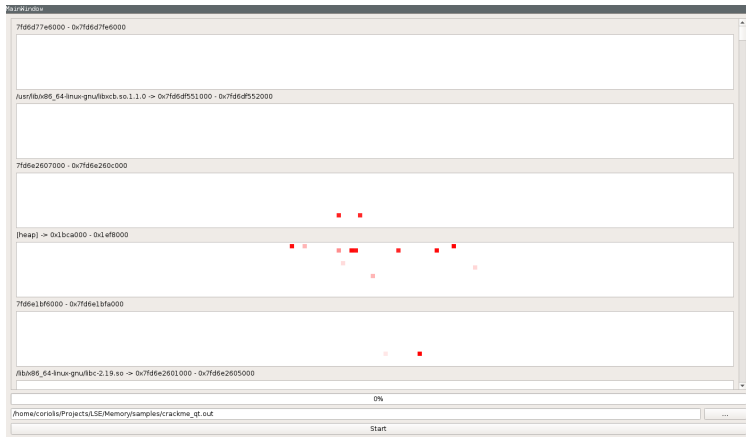 MainWindow
7fd6d77e6000 - 0x7fd6d7fe6000
/usr/lib/x86_64-linux-gnu/libxcb.so.1.1.0 -> 0x7fd6df551000 - 0x7fd6df552000
7fd6e2607000 - 0x7fd6e260c000
[heap] -> 0x1bca000 - 0x1ef8000
7fd6e1bf6000 - 0x7fd6e1bfa000
/lib/x86_64-linux-gnu/libc-2.19.so -> 0x7fd6e2601000 - 0x7fd6e2605000
0%
/home/coriolis/Projects/LSE/Memory/samples/crackme_qt.out
...
Start